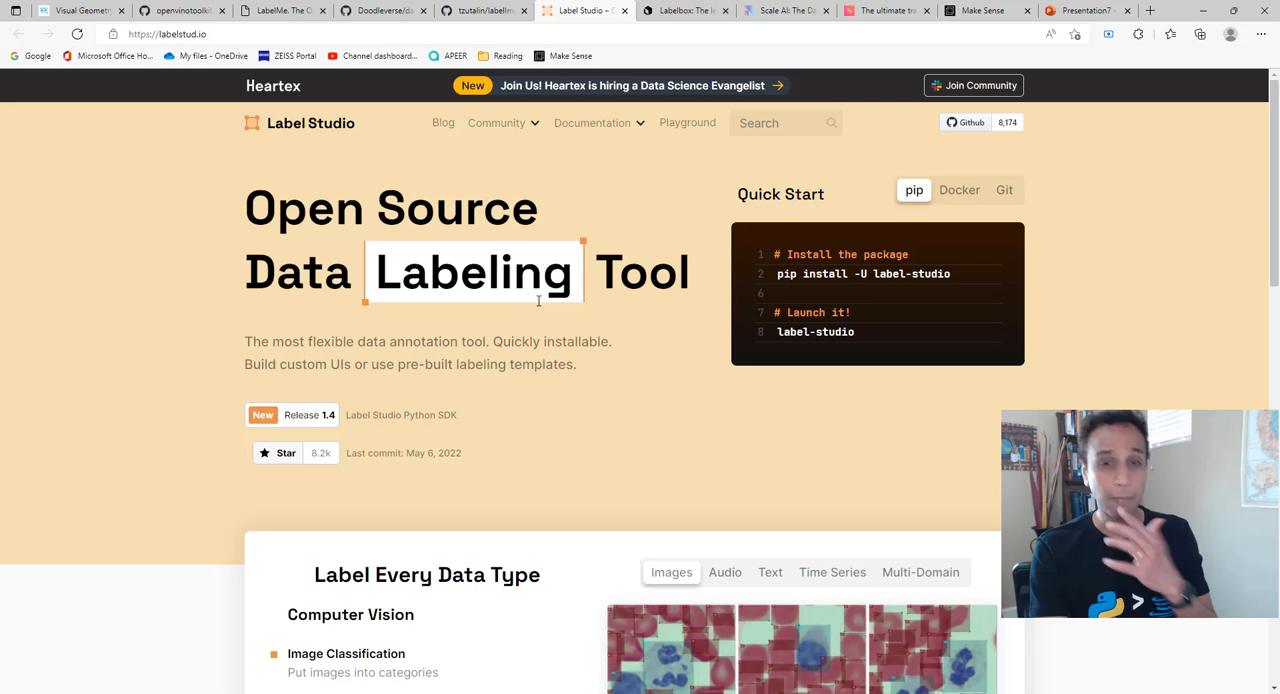 Visual Geometry
openvinotoolkit
LabelMe. The O
Doodleverse/da
tzutalin/labelIm
Label Studio – O
Labelbox: The le
Scale AI: The Da
The ultimate tra
Make Sense
Presentation7 -
https://labelstud.io
Google
Microsoft Office Ho...
My files - OneDrive
ZEISS Portal
Channel dashboard...
APEER
Reading
Make Sense
Heartex
New
Join Us! Heartex is hiring a Data Science Evangelist →
Join Community
Label Studio
Blog
Community
Documentation
Playground
Search
Github
8,174
Open Source
Data Labeling Tool
The most flexible data annotation tool. Quickly installable.
Build custom UIs or use pre-built labeling templates.
New Release 1.4 Label Studio Python SDK
Star 8.2k Last commit: May 6, 2022
Quick Start
pip Docker Git
1 # Install the package
2 pip install -U label-studio
6
7 # Launch it!
8 label-studio
Label Every Data Type
Images Audio Text Time Series Multi-Domain
Computer Vision
Image Classification
Put images into categories